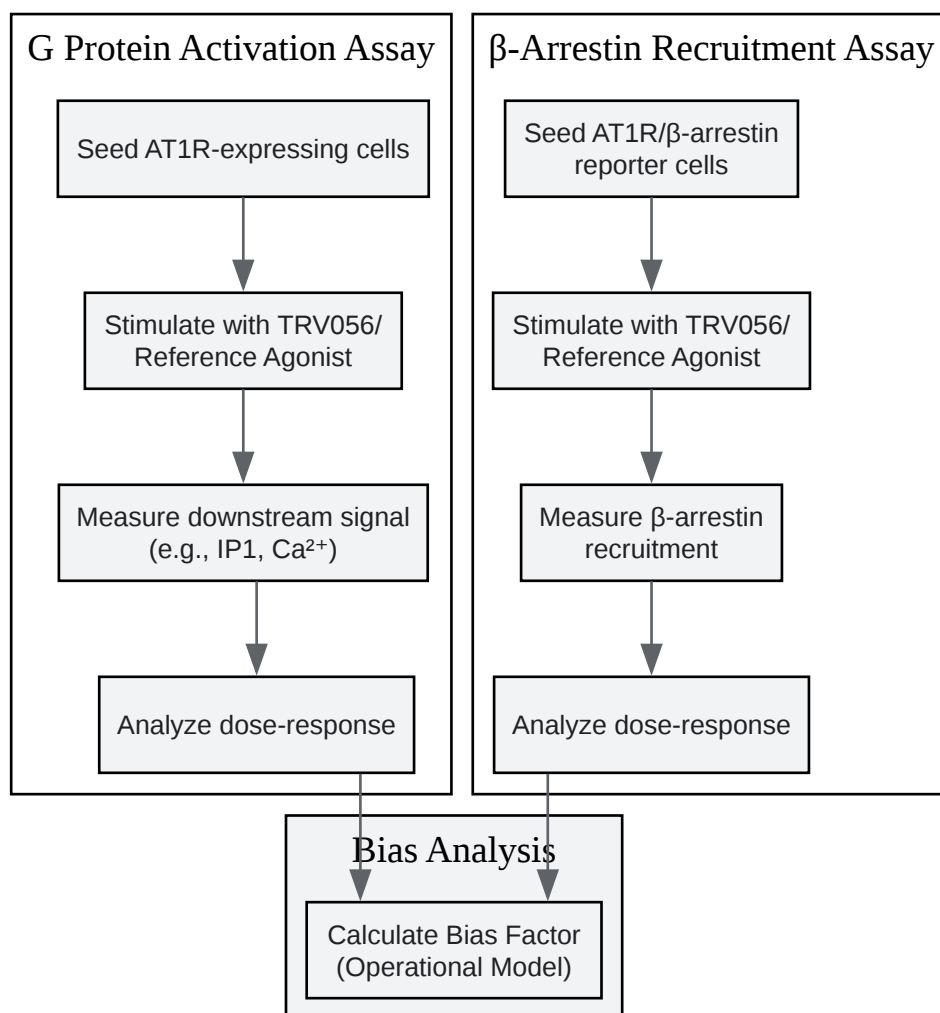 G Protein Activation Assay
Seed AT1R-expressing cells
Stimulate with TRV056/
Reference Agonist
Measure downstream signal
(e.g., IP1, Ca²⁺)
Analyze dose-response
β-Arrestin Recruitment Assay
Seed AT1R/β-arrestin
reporter cells
Stimulate with TRV056/
Reference Agonist
Measure β-arrestin
recruitment
Analyze dose-response
Bias Analysis
Calculate Bias Factor
(Operational Model)